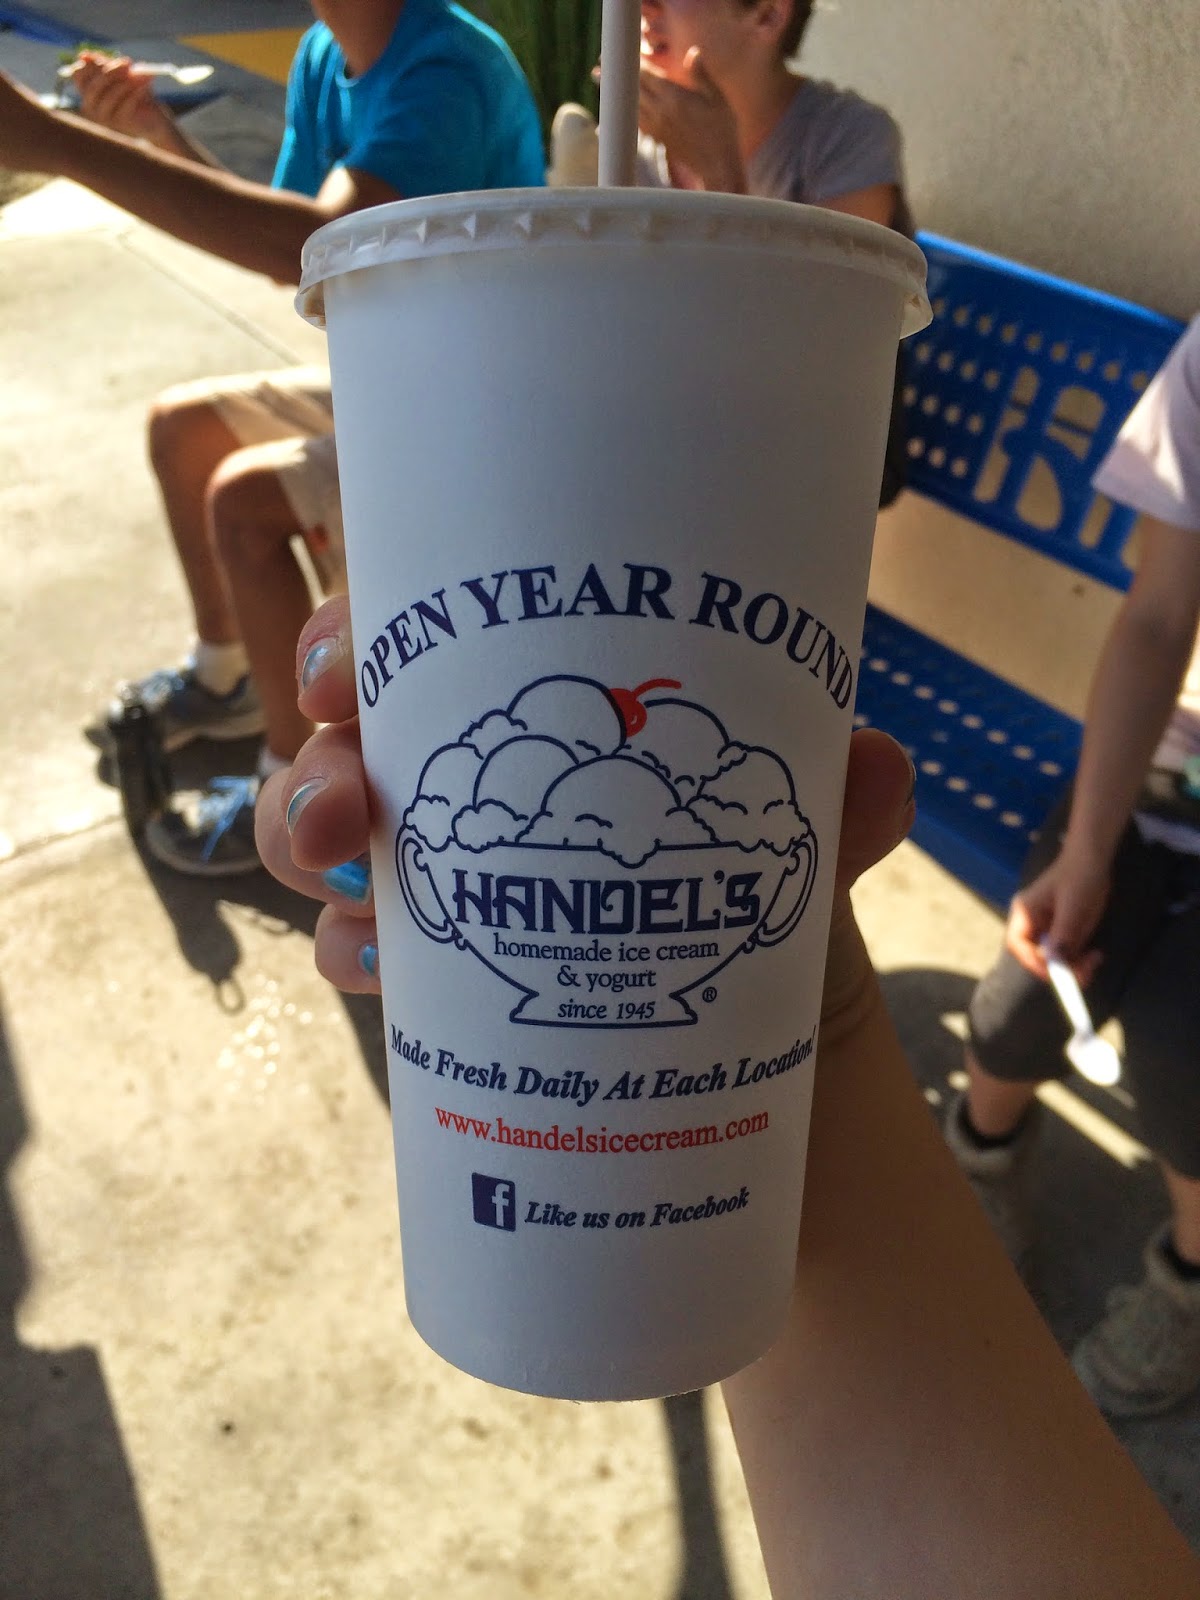 OPEN YEAR ROUND
HANDEL'S
homemade ice cream
& yogurt
since 1945
®
Made Fresh Daily At Each Location!
www.handelsicecream.com
f Like us on Facebook